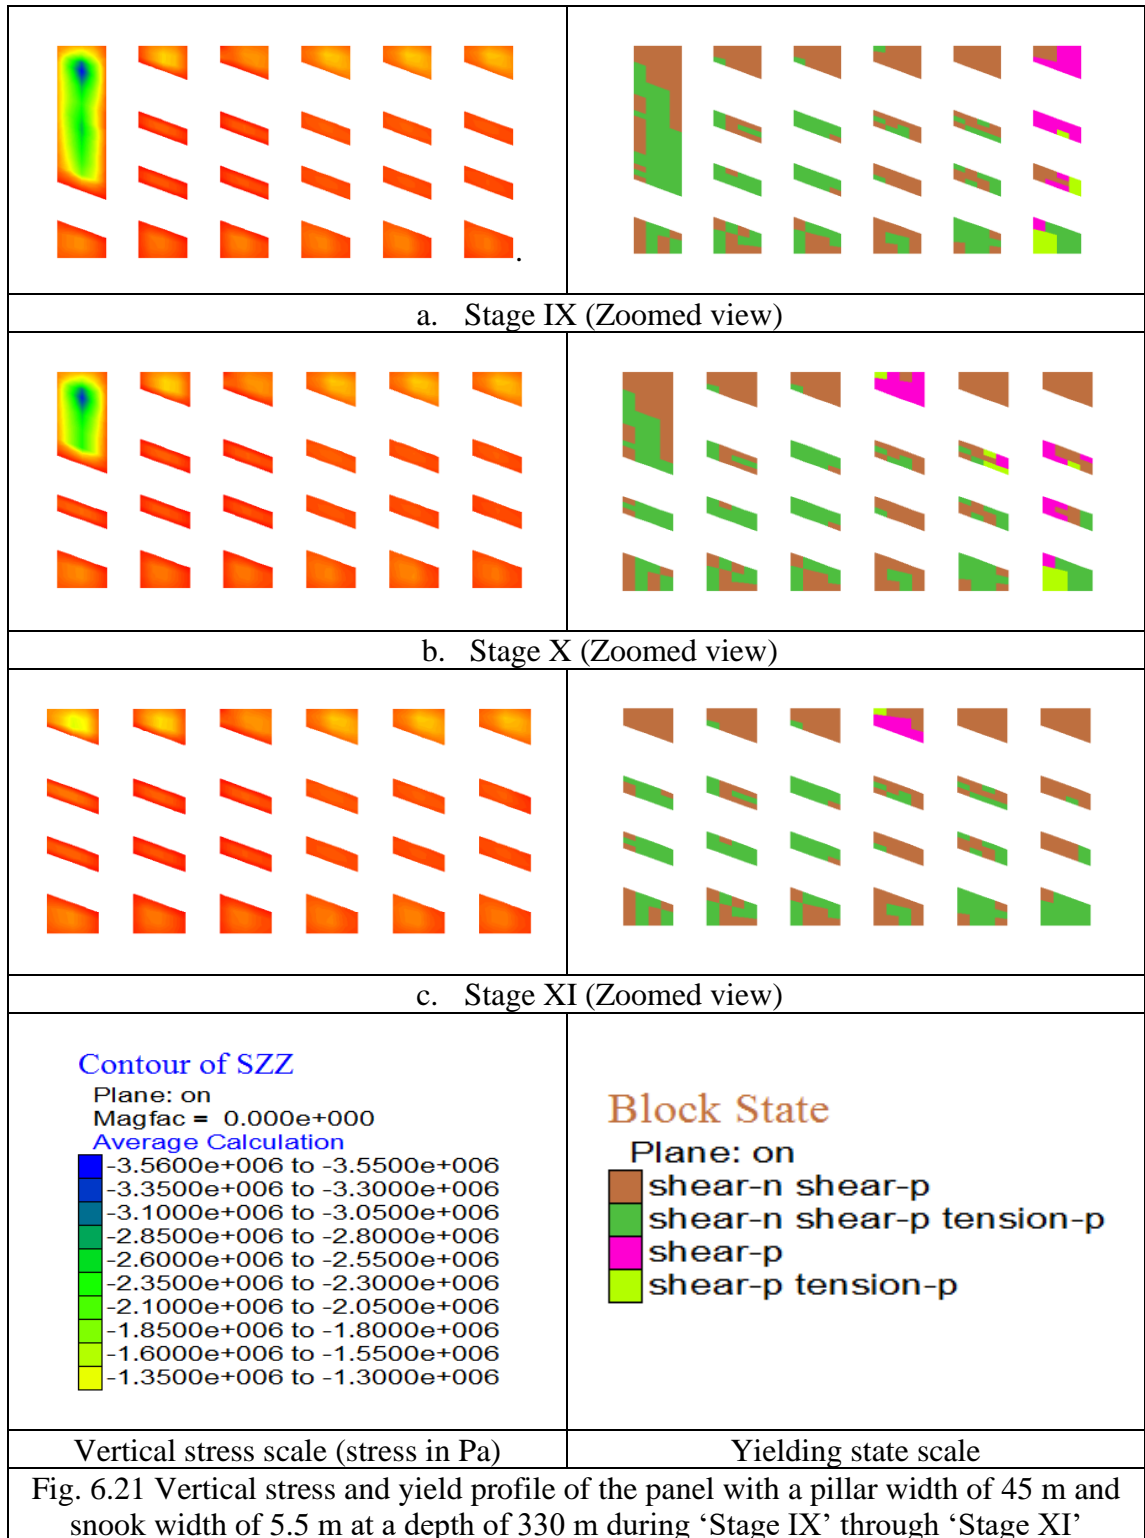 .
a. Stage IX (Zoomed view)
b. Stage X (Zoomed view)
c. Stage XI (Zoomed view)
Contour of SZZ
Plane: on
Magfac = 0.000e+000
Average Calculation
-3.5600e+006 to -3.5500e+006
-3.3500e+006 to -3.3000e+006
-3.1000e+006 to -3.0500e+006
-2.8500e+006 to -2.8000e+006
-2.6000e+006 to -2.5500e+006
-2.3500e+006 to -2.3000e+006
-2.1000e+006 to -2.0500e+006
-1.8500e+006 to -1.8000e+006
-1.6000e+006 to -1.5500e+006
-1.3500e+006 to -1.3000e+006
Block State
Plane: on
shear-n shear-p
shear-n shear-p tension-p
shear-p
shear-p tension-p
Vertical stress scale (stress in Pa)
Yielding state scale
Fig. 6.21 Vertical stress and yield profile of the panel with a pillar width of 45 m and
snook width of 5.5 m at a depth of 330 m during ‘Stage IX’ through ‘Stage XI’